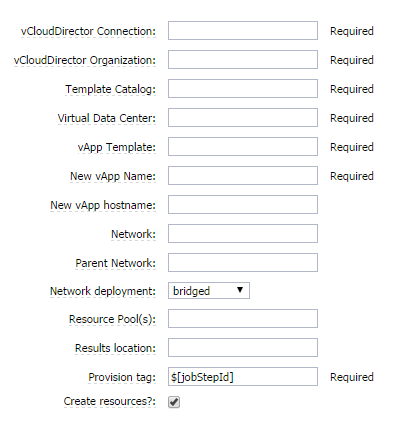 vCloudDirector Connection: Required
vCloudDirector Organization: Required
Template Catalog: Required
Virtual Data Center: Required
vApp Template: Required
New vApp Name: Required
New vApp hostname:
Network:
Parent Network:
Network deployment: bridged
Resource Pool(s):
Results location:
Provision tag: $[jobStepId] Required
Create resources?: